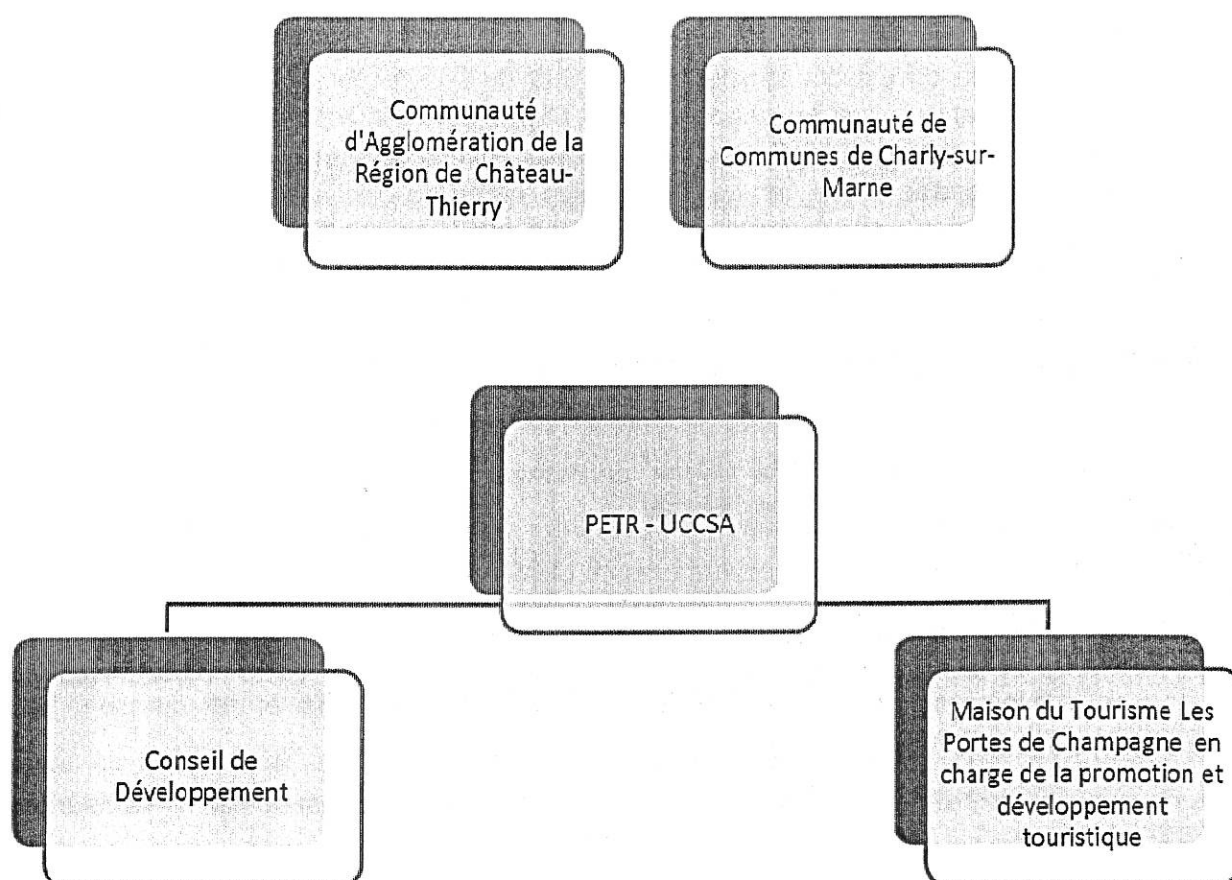 Communauté
d'Agglomération de la
Région de Château-
Thierry
Communauté de
Communes de Charly-sur-
Marne
PETR - UCCSA
Conseil de
Développement
Maison du Tourisme Les
Portes de Champagne en
charge de la promotion et
développement
touristique